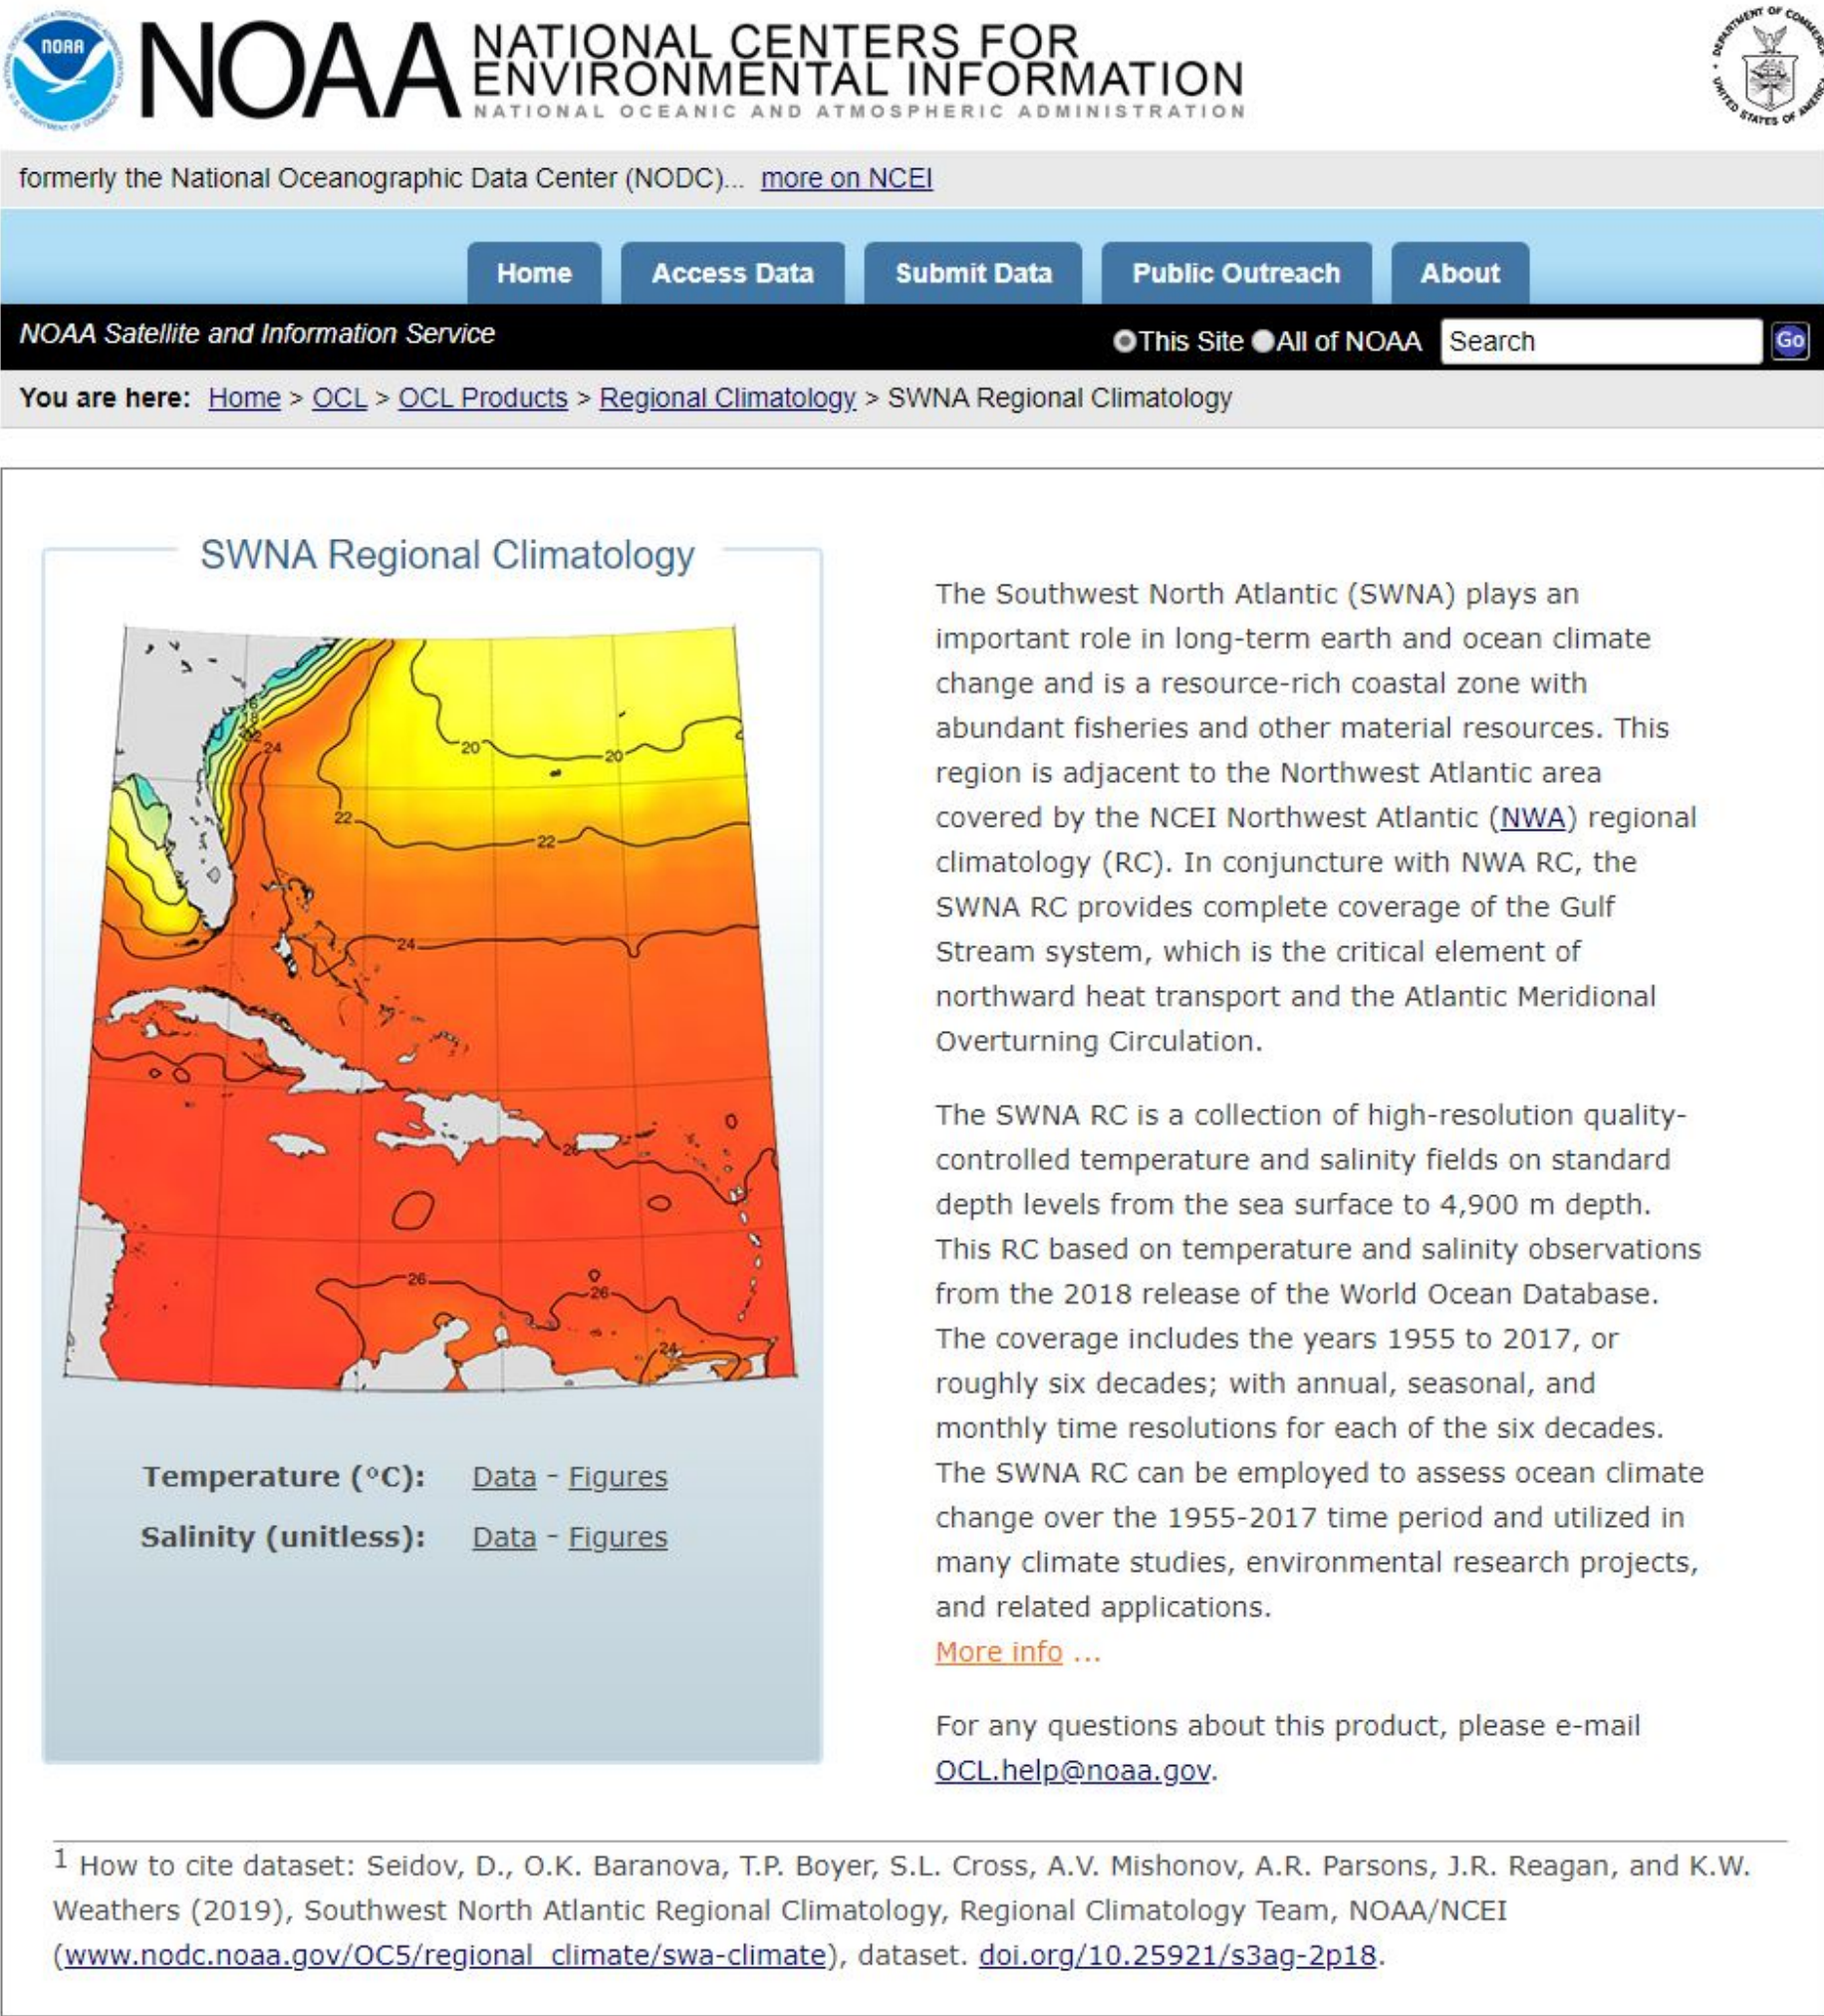 NOAA
NOAA
NATIONAL CENTERS FOR
ENVIRONMENTAL INFORMATION
NATIONAL OCEANIC AND ATMOSPHERIC ADMINISTRATION
DEPARTMENT OF COMMERCE
UNITED STATES OF AMERICA
formerly the National Oceanographic Data Center (NODC)... more on NCEI
Home Access Data Submit Data Public Outreach About
NOAA Satellite and Information Service This Site All of NOAA Search Go
You are here: Home > OCL > OCL Products > Regional Climatology > SWNA Regional Climatology
SWNA Regional Climatology
24
20
20
22
22
24
26
26
26
24
Temperature (°C): Data - Figures
Salinity (unitless): Data - Figures
The Southwest North Atlantic (SWNA) plays an
important role in long-term earth and ocean climate
change and is a resource-rich coastal zone with
abundant fisheries and other material resources. This
region is adjacent to the Northwest Atlantic area
covered by the NCEI Northwest Atlantic (NWA) regional
climatology (RC). In conjuncture with NWA RC, the
SWNA RC provides complete coverage of the Gulf
Stream system, which is the critical element of
northward heat transport and the Atlantic Meridional
Overturning Circulation.
The SWNA RC is a collection of high-resolution quality-
controlled temperature and salinity fields on standard
depth levels from the sea surface to 4,900 m depth.
This RC based on temperature and salinity observations
from the 2018 release of the World Ocean Database.
The coverage includes the years 1955 to 2017, or
roughly six decades; with annual, seasonal, and
monthly time resolutions for each of the six decades.
The SWNA RC can be employed to assess ocean climate
change over the 1955-2017 time period and utilized in
many climate studies, environmental research projects,
and related applications.
More info ...
For any questions about this product, please e-mail
OCL.help@noaa.gov.
1 How to cite dataset: Seidov, D., O.K. Baranova, T.P. Boyer, S.L. Cross, A.V. Mishonov, A.R. Parsons, J.R. Reagan, and K.W.
Weathers (2019), Southwest North Atlantic Regional Climatology, Regional Climatology Team, NOAA/NCEI
(www.nodc.noaa.gov/OC5/regional_climate/swa-climate), dataset. doi.org/10.25921/s3ag-2p18.